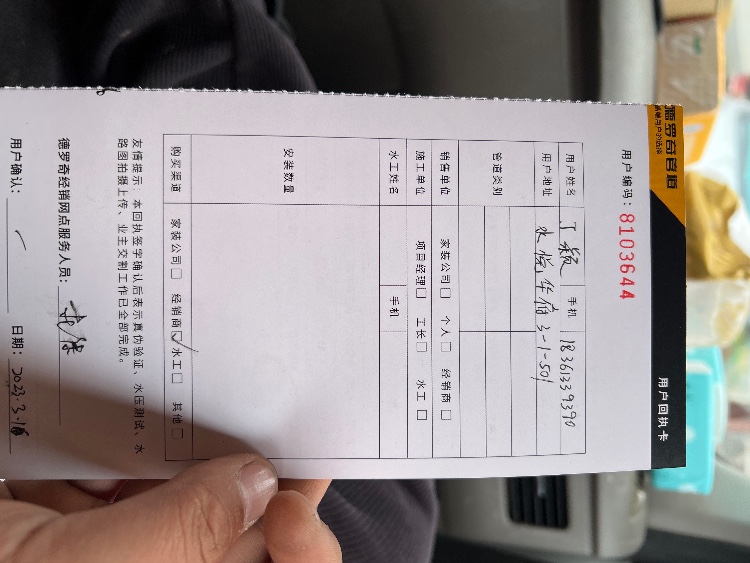 德罗奇管道
用户回执卡
用户编码：8103644
用户姓名 丁颖 手机 18361339390
用户地址 水悦华府3-1-501
管道类别
销售单位 家装公司□ 个人□ 经销商□
施工单位 项目经理□ 工长□ 水工□
水工姓名 手机
安装数量
购买渠道 家装公司□ 经销商☑ 水工□ 其他□
友情提示：本回执签字确认后表示真伪验证、水压测试、水
路图拍摄上传、业主交割工作已全部完成。
德罗奇经销网点服务人员：
用户确认： 日期：2023.3.18